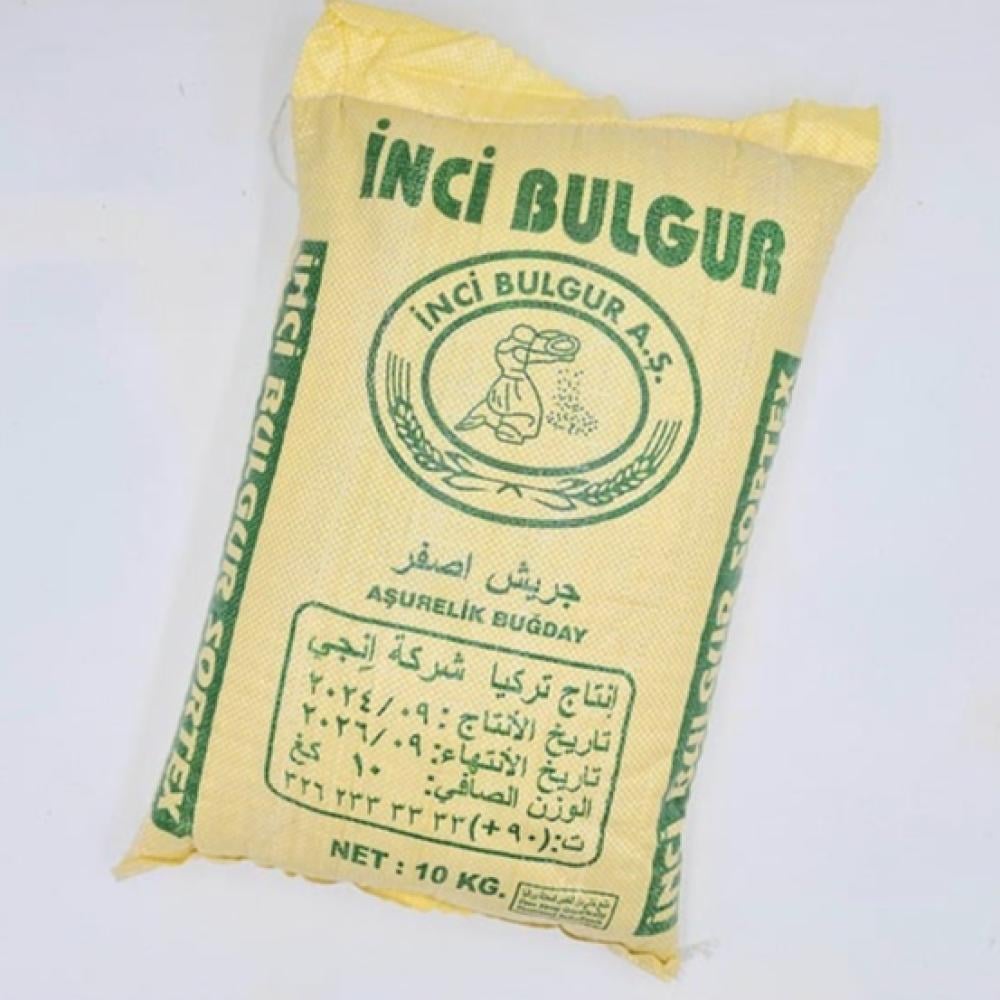 İNCİ BULGUR
İNCİ BULGUR A.Ş.
İNCİ BULGUR SORTEX
İNCİ BULGUR SORTEX
جريش اصفر
AŞURELİK BUĞDAY
إنتاج تركيا شركة إنجي
تاريخ الأنتاج : ٢٠٢٤/٠٩
تاريخ الأنتهاء: ٢٠٢٦/٠٩
الوزن الصافي: ١٠ كغ
ت:(٩٠+) ٣٢٦ ٢٣٣ ٣٣ ٣٣
NET : 10 KG.